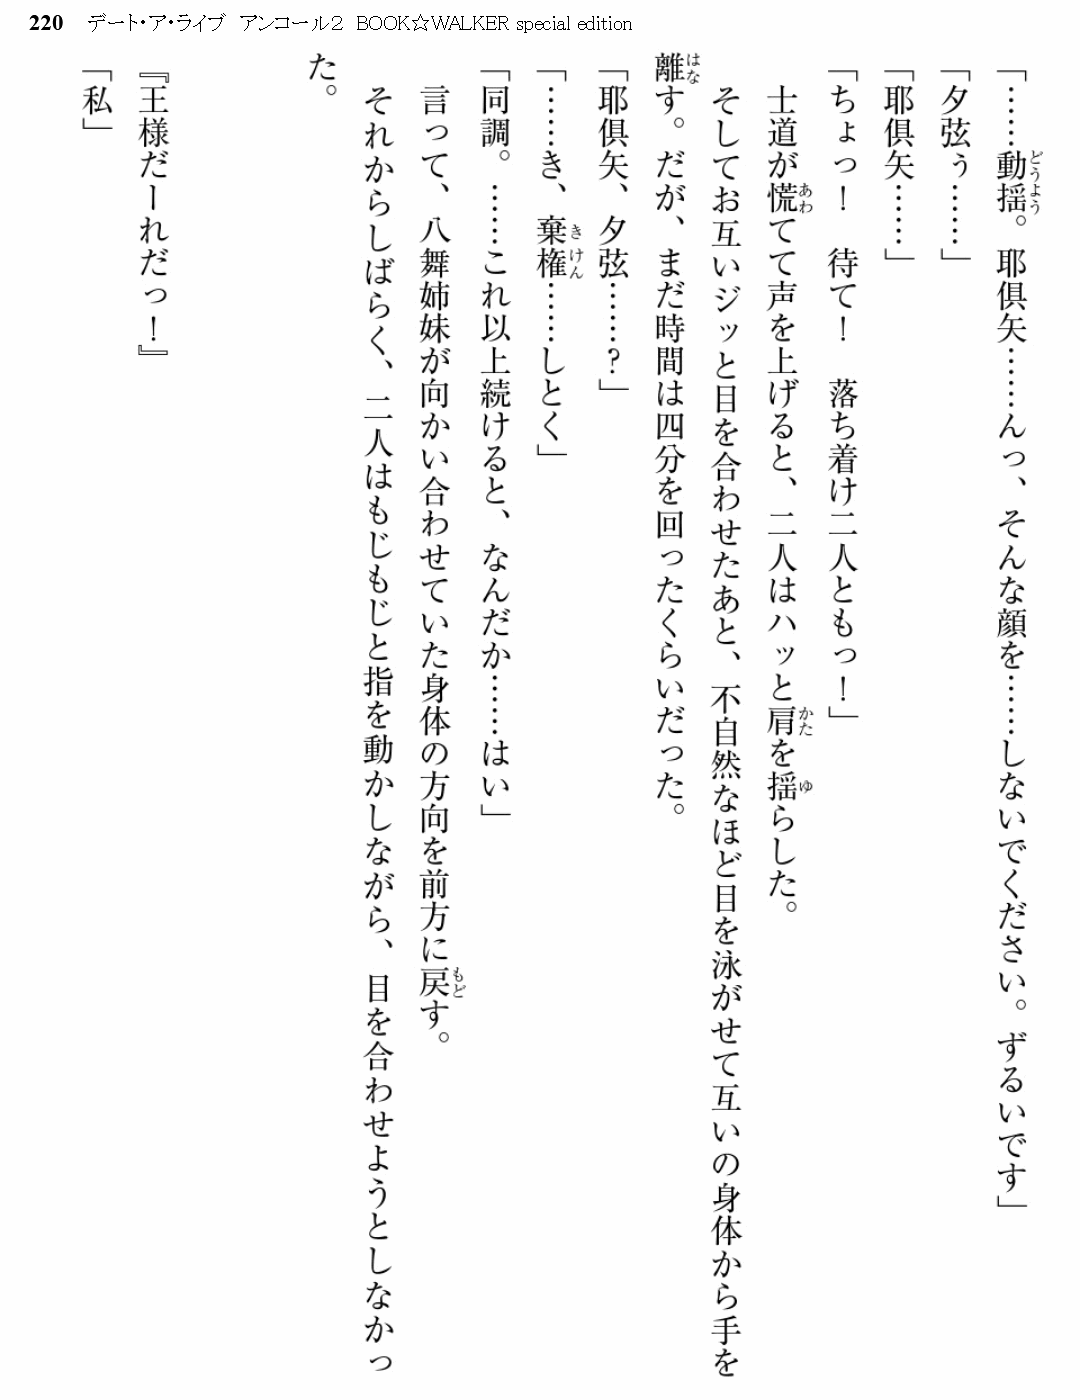 220 デート・ア・ライブ アンコール2 BOOK☆WALKER special edition
「……動揺。耶倶矢……んっ、そんな顔を……しないでください。ずるいです」
「夕弦ぅ……」
「耶倶矢……」
「ちょっ！　待て！　落ち着け二人ともっ！」
　士道が慌てて声を上げると、二人はハッと肩を揺らした。
　そしてお互いジッと目を合わせたあと、不自然なほど目を泳がせて互いの身体から手を
離す。だが、まだ時間は四分を回ったくらいだった。
「耶倶矢、夕弦……？」
「……き、棄権……しとく」
「同調。……これ以上続けると、なんだか……はい」
　言って、八舞姉妹が向かい合わせていた身体の方向を前方に戻す。
　それからしばらく、二人はもじもじと指を動かしながら、目を合わせようとしなかっ
た。
『王様だーれだっ！』
「私」